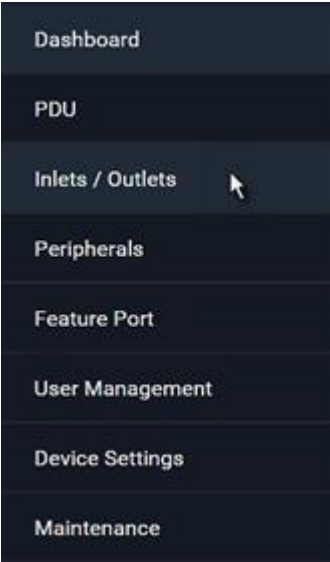 Dashboard
PDU
Inlets / Outlets
Peripherals
Feature Port
User Management
Device Settings
Maintenance